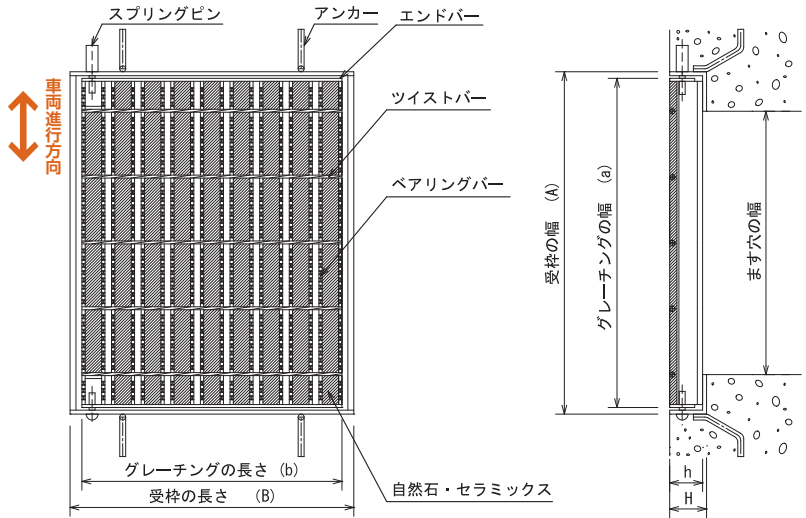 スプリングピン
アンカー
エンドバー
車両進行方向
ツイストバー
ベアリングバー
自然石・セラミックス
グレーチングの長さ (b)
受枠の長さ (B)
受枠の幅 (A)
グレーチングの幅 (a)
ます穴の幅
h
H